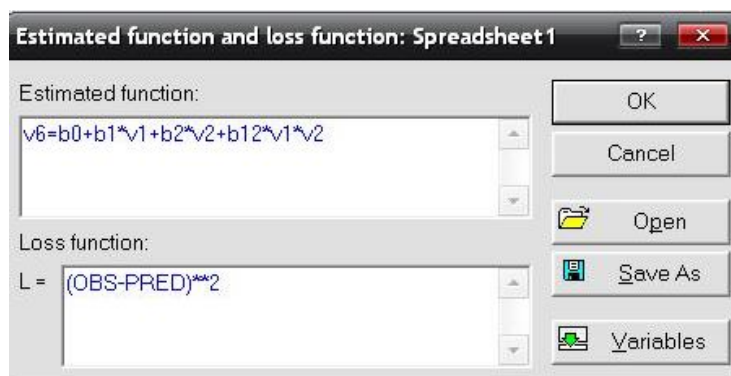 Estimated function and loss function: Spreadsheet1 ?
Estimated function:
v6=b0+b1*v1+b2*v2+b12*v1*v2
Loss function:
L = (OBS-PRED)**2
OK
Cancel
Open
Save As
Variables